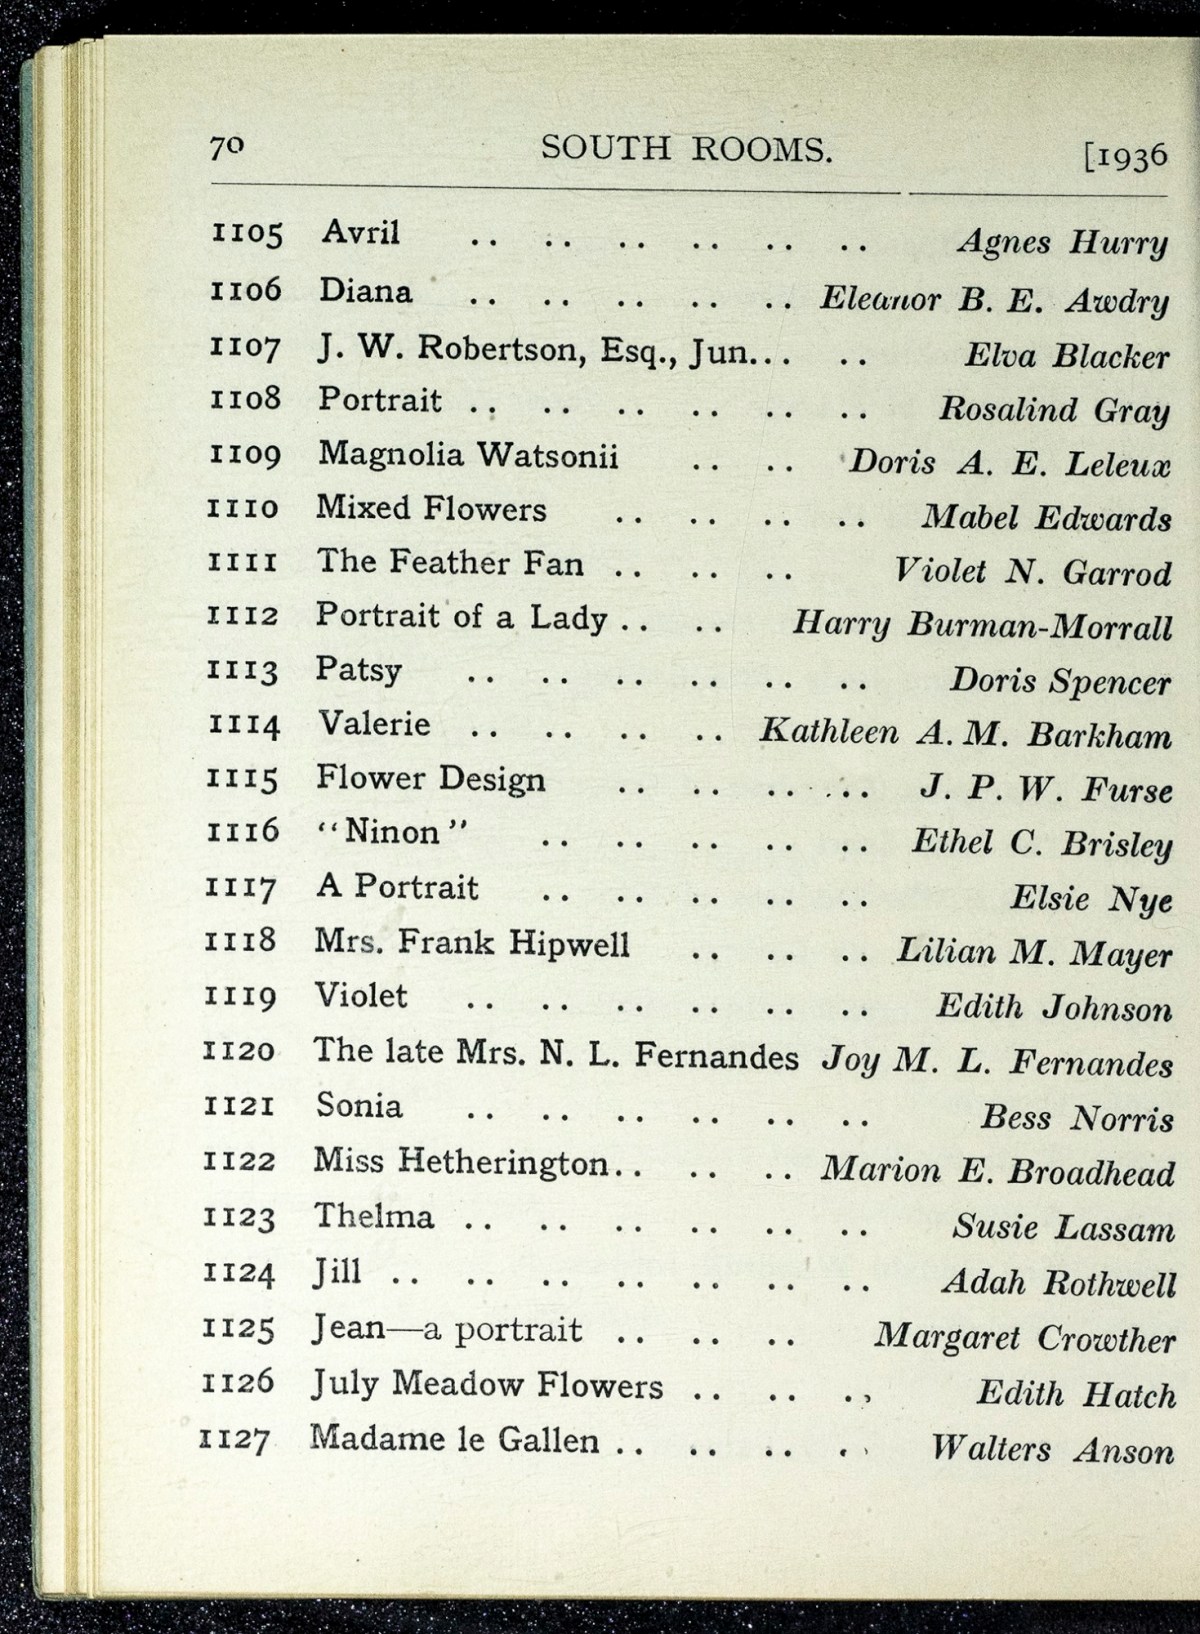 70 SOUTH ROOMS. [1936
1105 Avril .. .. .. .. .. .. Agnes Hurry
1106 Diana .. .. .. .. .. Eleanor B. E. Awdry
1107 J. W. Robertson, Esq., Jun... .. Elva Blacker
1108 Portrait .. .. .. .. .. .. Rosalind Gray
1109 Magnolia Watsonii .. .. Doris A. E. Leleux
1110 Mixed Flowers .. .. .. .. Mabel Edwards
1111 The Feather Fan .. .. .. Violet N. Garrod
1112 Portrait of a Lady .. .. Harry Burman-Morrall
1113 Patsy .. .. .. .. .. .. Doris Spencer
1114 Valerie .. .. .. .. Kathleen A. M. Barkham
1115 Flower Design .. .. .. .. J. P. W. Furse
1116 "Ninon" .. .. .. .. .. Ethel C. Brisley
1117 A Portrait .. .. .. .. .. Elsie Nye
1118 Mrs. Frank Hipwell .. .. .. Lilian M. Mayer
1119 Violet .. .. .. .. .. .. Edith Johnson
1120 The late Mrs. N. L. Fernandes Joy M. L. Fernandes
1121 Sonia .. .. .. .. .. .. Bess Norris
1122 Miss Hetherington .. .. .. Marion E. Broadhead
1123 Thelma .. .. .. .. .. .. Susie Lassam
1124 Jill .. .. .. .. .. .. .. Adah Rothwell
1125 Jean—a portrait .. .. .. Margaret Crowther
1126 July Meadow Flowers .. .. .. Edith Hatch
1127 Madame le Gallen .. .. .. .. Walters Anson